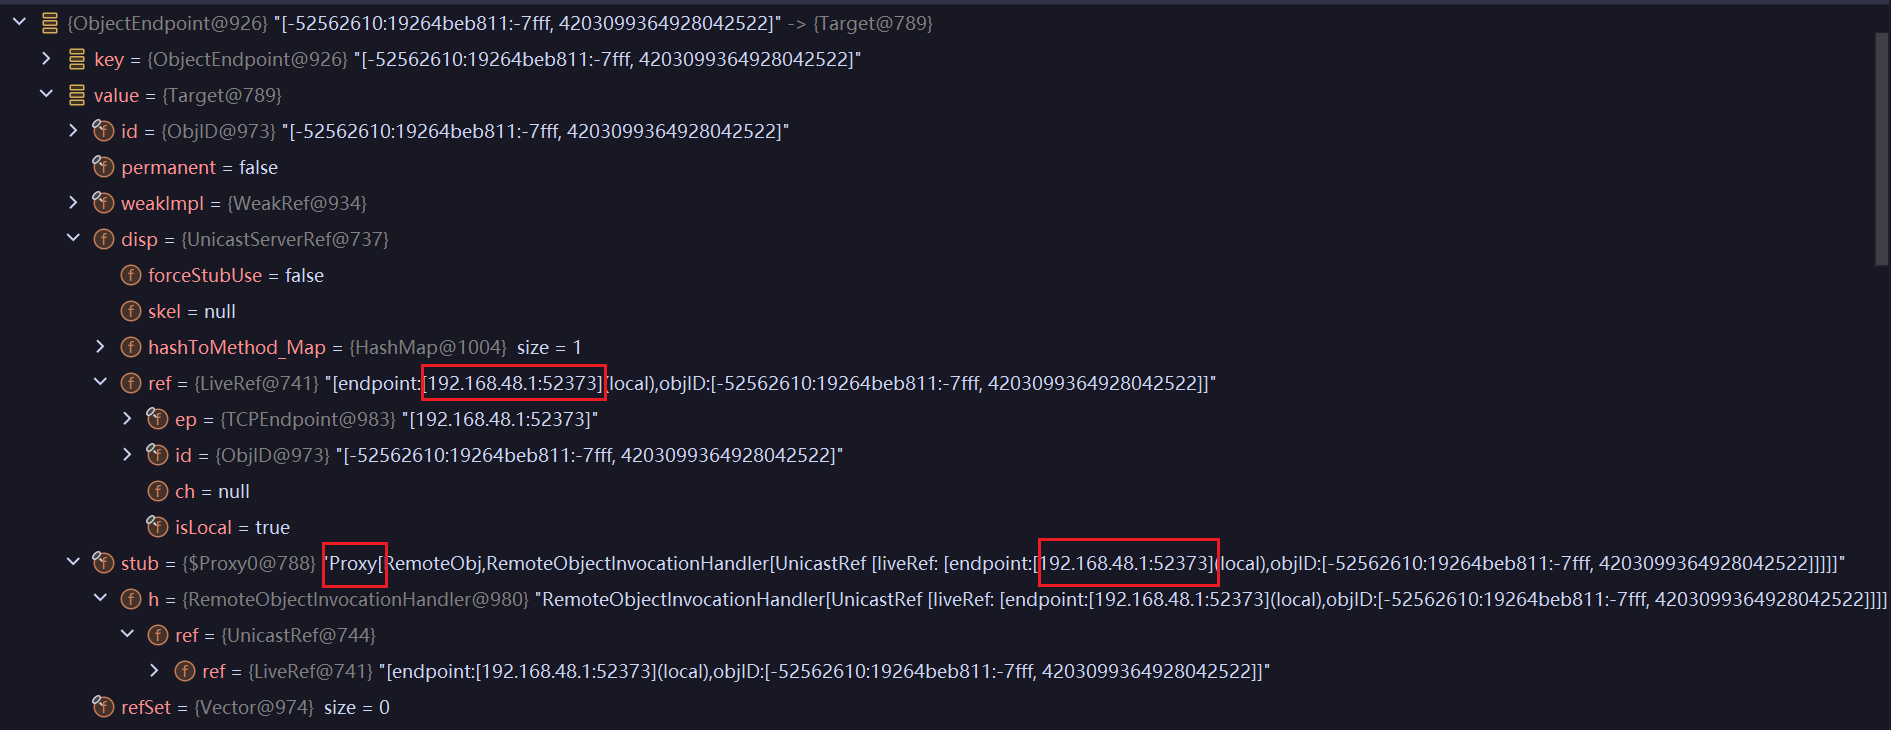 {ObjectEndpoint@926} "[-52562610:19264beb811:-7fff, 4203099364928042522]" -> {Target@789}
key = {ObjectEndpoint@926} "[-52562610:19264beb811:-7fff, 4203099364928042522]"
value = {Target@789}
id = {ObjID@973} "[-52562610:19264beb811:-7fff, 4203099364928042522]"
permanent = false
weakImpl = {WeakRef@934}
disp = {UnicastServerRef@737}
forceStubUse = false
skel = null
hashToMethod_Map = {HashMap@1004} size = 1
ref = {LiveRef@741} "[endpoint:[192.168.48.1:52373](local),objID:[-52562610:19264beb811:-7fff, 4203099364928042522]]"
ep = {TCPEndpoint@983} "[192.168.48.1:52373]"
id = {ObjID@973} "[-52562610:19264beb811:-7fff, 4203099364928042522]"
ch = null
isLocal = true
stub = {$Proxy0@788} "Proxy[RemoteObj,RemoteObjectInvocationHandler[UnicastRef [liveRef: [endpoint:[192.168.48.1:52373](local),objID:[-52562610:19264beb811:-7fff, 4203099364928042522]]]]]"
h = {RemoteObjectInvocationHandler@980} "RemoteObjectInvocationHandler[UnicastRef [liveRef: [endpoint:[192.168.48.1:52373](local),objID:[-52562610:19264beb811:-7fff, 4203099364928042522]]]]
ref = {UnicastRef@744}
ref = {LiveRef@741} "[endpoint:[192.168.48.1:52373](local),objID:[-52562610:19264beb811:-7fff, 4203099364928042522]]"
refSet = {Vector@974} size = 0